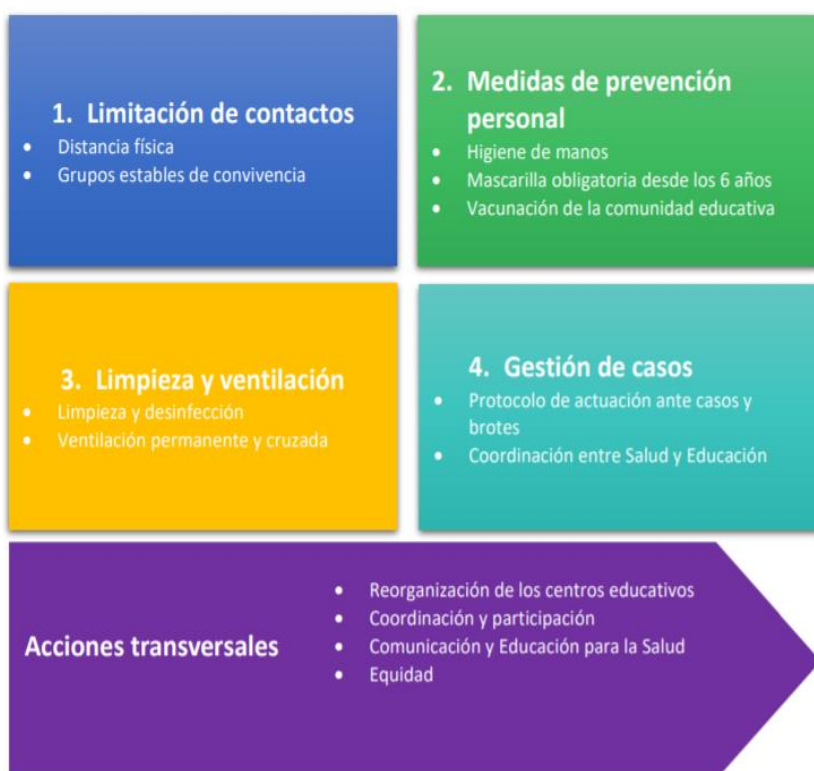 1. Limitación de contactos
• Distancia física
• Grupos estables de convivencia
2. Medidas de prevención
personal
• Higiene de manos
• Mascarilla obligatoria desde los 6 años
• Vacunación de la comunidad educativa
3. Limpieza y ventilación
• Limpieza y desinfección
• Ventilación permanente y cruzada
4. Gestión de casos
• Protocolo de actuación ante casos y
brotes
• Coordinación entre Salud y Educación
Acciones transversales
• Reorganización de los centros educativos
• Coordinación y participación
• Comunicación y Educación para la Salud
• Equidad